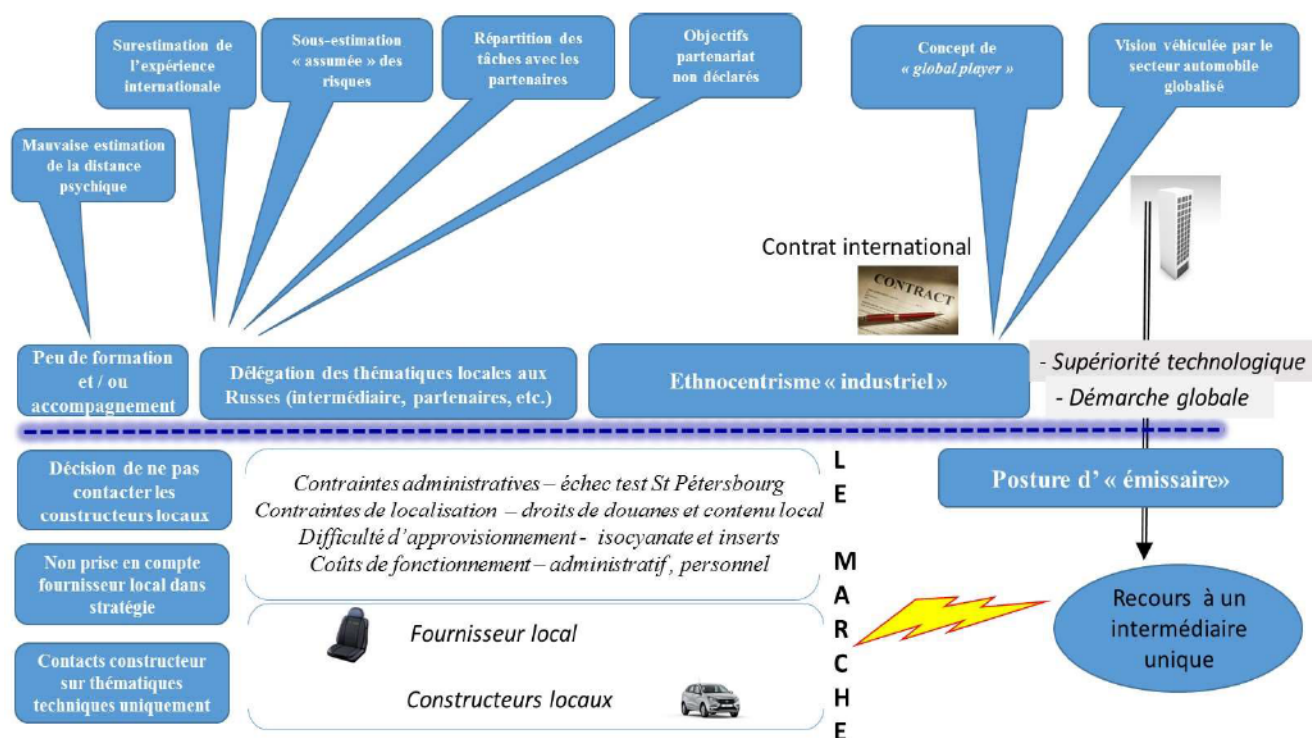 Surestimation de
l'expérience
internationale
Sous-estimation
« assumée » des
risques
Répartition des
tâches avec les
partenaires
Objectifs
partenariat
non déclarés
Concept de
« global player »
Vision véhiculée par le
secteur automobile
globalisé
Mauvaise estimation
de la distance
psychique
Contrat international
CONTRACT
Peu de formation
et / ou
accompagnement
Délégation des thématiques locales aux
Russes (intermédiaire, partenaires, etc.)
Ethnocentrisme « industriel »
- Supériorité technologique
- Démarche globale
Décision de ne pas
contacter les
constructeurs locaux
Non prise en compte
fournisseur local dans
stratégie
Contacts constructeur
sur thématiques
techniques uniquement
Contraintes administratives – échec test St Pétersbourg
Contraintes de localisation – droits de douanes et contenu local
Difficulté d'approvisionnement - isocyanate et inserts
Coûts de fonctionnement – administratif , personnel
Fournisseur local
Constructeurs locaux
L
E
M
A
R
C
H
E
Posture d' « émissaire»
Recours à un
intermédiaire
unique